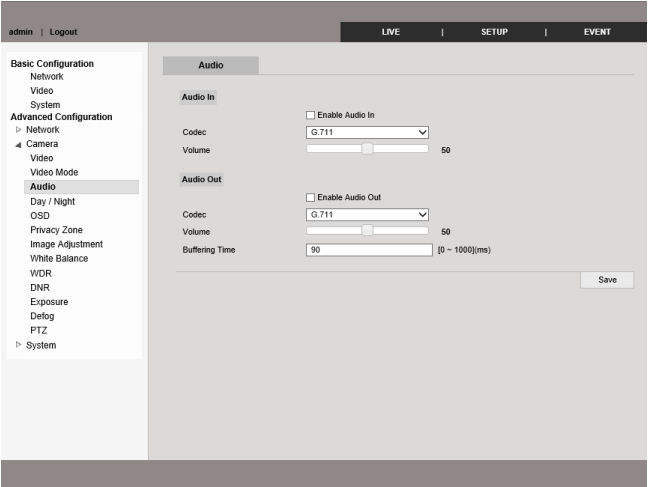 admin | Logout
LIVE | SETUP | EVENT
Basic Configuration
Network
Video
System
Advanced Configuration
Network
Camera
Video
Video Mode
Audio
Day / Night
OSD
Privacy Zone
Image Adjustment
White Balance
WDR
DNR
Exposure
Defog
PTZ
System
Audio
Audio In
Enable Audio In
Codec G.711
Volume 50
Audio Out
Enable Audio Out
Codec G.711
Volume 50
Buffering Time 90 [0 ~ 1000](ms)
Save